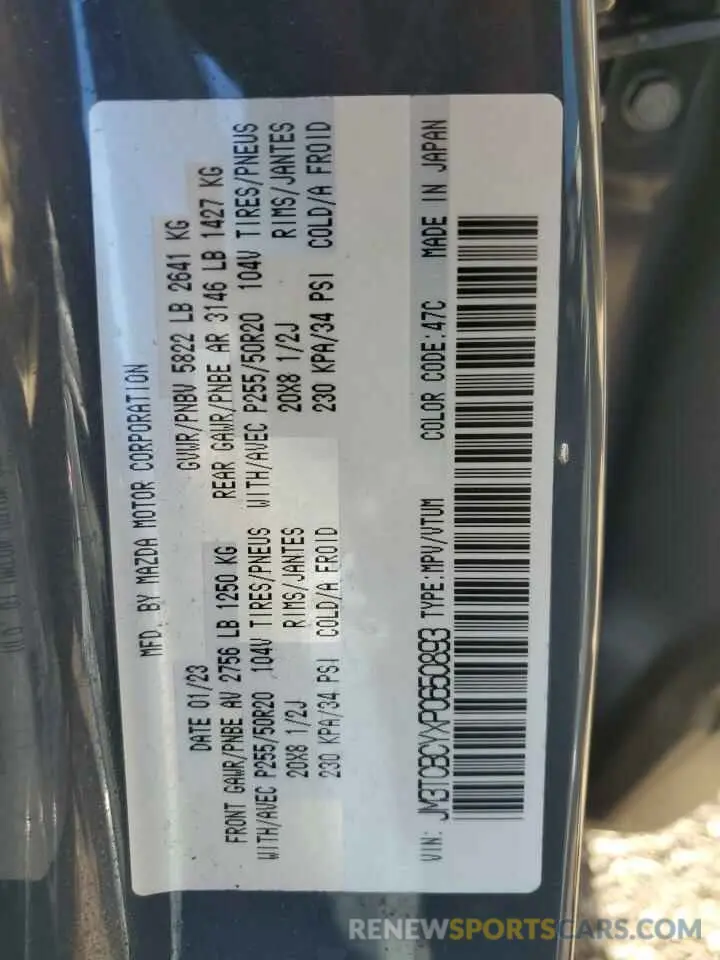 MFD. BY MAZDA MOTOR CORPORATION
DATE 01/23 GVWR/PNBV 5822 LB 2641 KG
FRONT GAWR/PNBE AV 2756 LB 1250 KG REAR GAWR/PNBE AR 3146 LB 1427 KG
WITH/AVEC P255/50R20 104V TIRES/PNEUS WITH/AVEC P255/50R20 104V TIRES/PNEUS
20X8 1/2J RIMS/JANTES 20X8 1/2J RIMS/JANTES
230 KPA/34 PSI COLD/A FROID 230 KPA/34 PSI COLD/A FROID
VIN: JM3TCBCYXP0650893 TYPE:MPV/VTUM COLOR CODE:47C MADE IN JAPAN
RENEWSPORTSCARS.COM